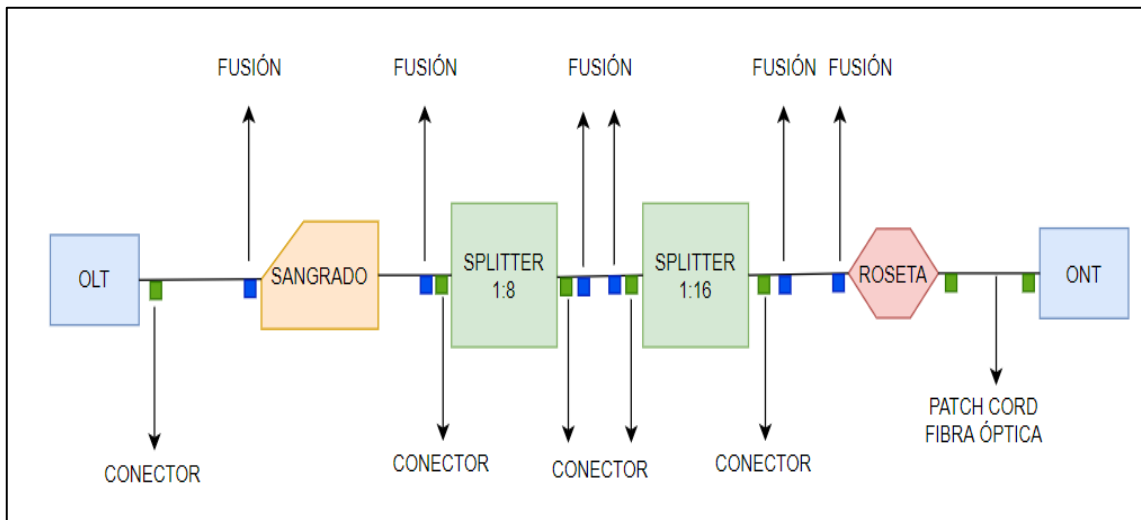 FUSIÓN
FUSIÓN
FUSIÓN
FUSIÓN
FUSIÓN
OLT
SANGRADO
SPLITTER
1:8
SPLITTER
1:16
ROSETA
ONT
CONECTOR
CONECTOR
CONECTOR
CONECTOR
PATCH CORD
FIBRA ÓPTICA